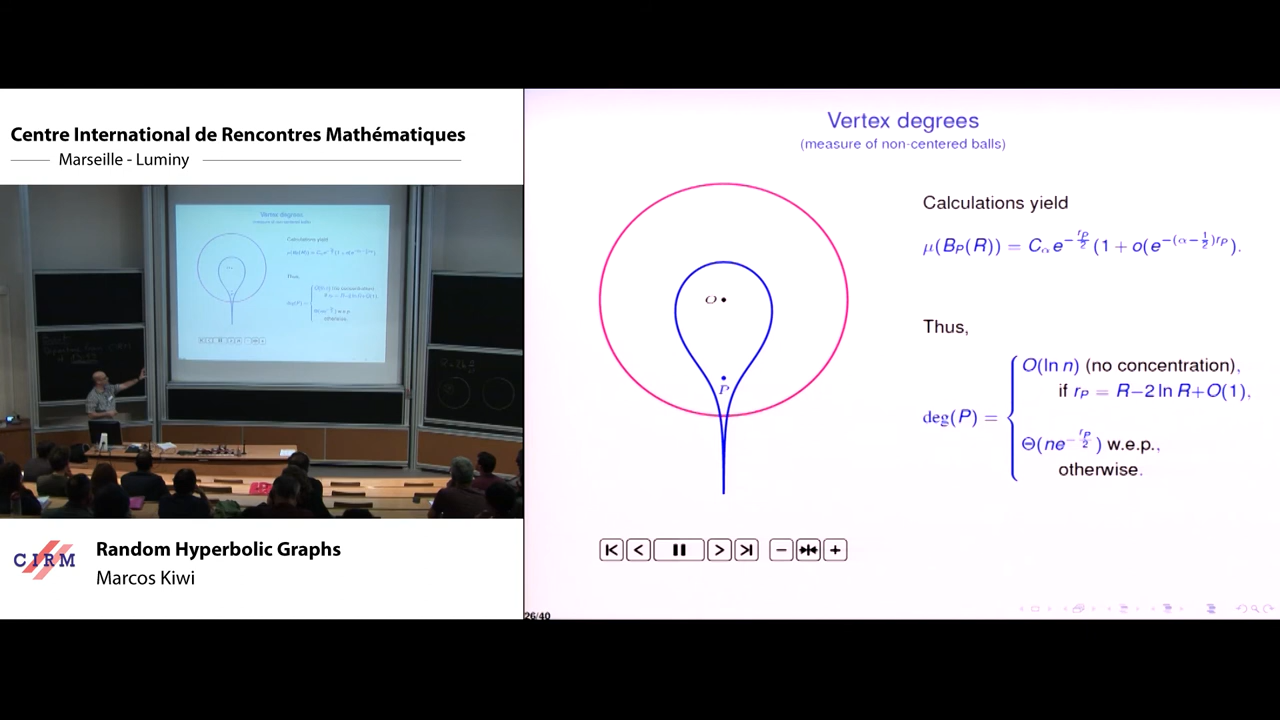 Centre International de Rencontres Mathématiques
Marseille - Luminy
CIRM
Random Hyperbolic Graphs
Marcos Kiwi
Vertex degrees
(measure of non-centered balls)
O
P
Calculations yield
μ(B_P(R)) = C_α e^{-r_P/2} (1 + o(e^{-(α-1/2)r_P}).
Thus,
deg(P) =
O(ln n) (no concentration),
if r_P = R−2 ln R+O(1),
Θ(ne^{-r_P/2}) w.e.p.,
otherwise.
26/40